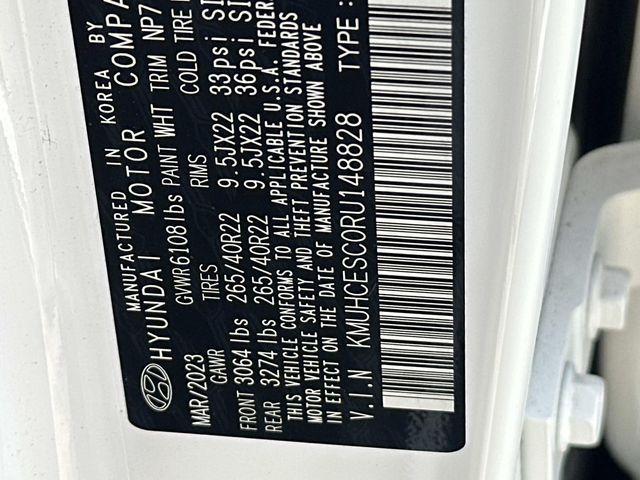 MANUFACTURED IN KOREA BY
HYUNDAI MOTOR COMPA
MAR/2023 GVWR 6108 lbs PAINT WHT TRIM NP7
GAWR TIRES RIMS COLD TIRE
FRONT 3064 lbs 265/40R22 9.5JX22 33psi
REAR 3274 lbs 265/40R22 9.5JX22 36psi
THIS VEHICLE CONFORMS TO ALL APPLICABLE U.S.A. FEDER
MOTOR VEHICLE SAFETY AND THEFT PREVENTION STANDARDS
IN EFFECT ON THE DATE OF MANUFACTURE SHOWN ABOVE
V.I.N KMUHCESC0RU148828 TYPE :